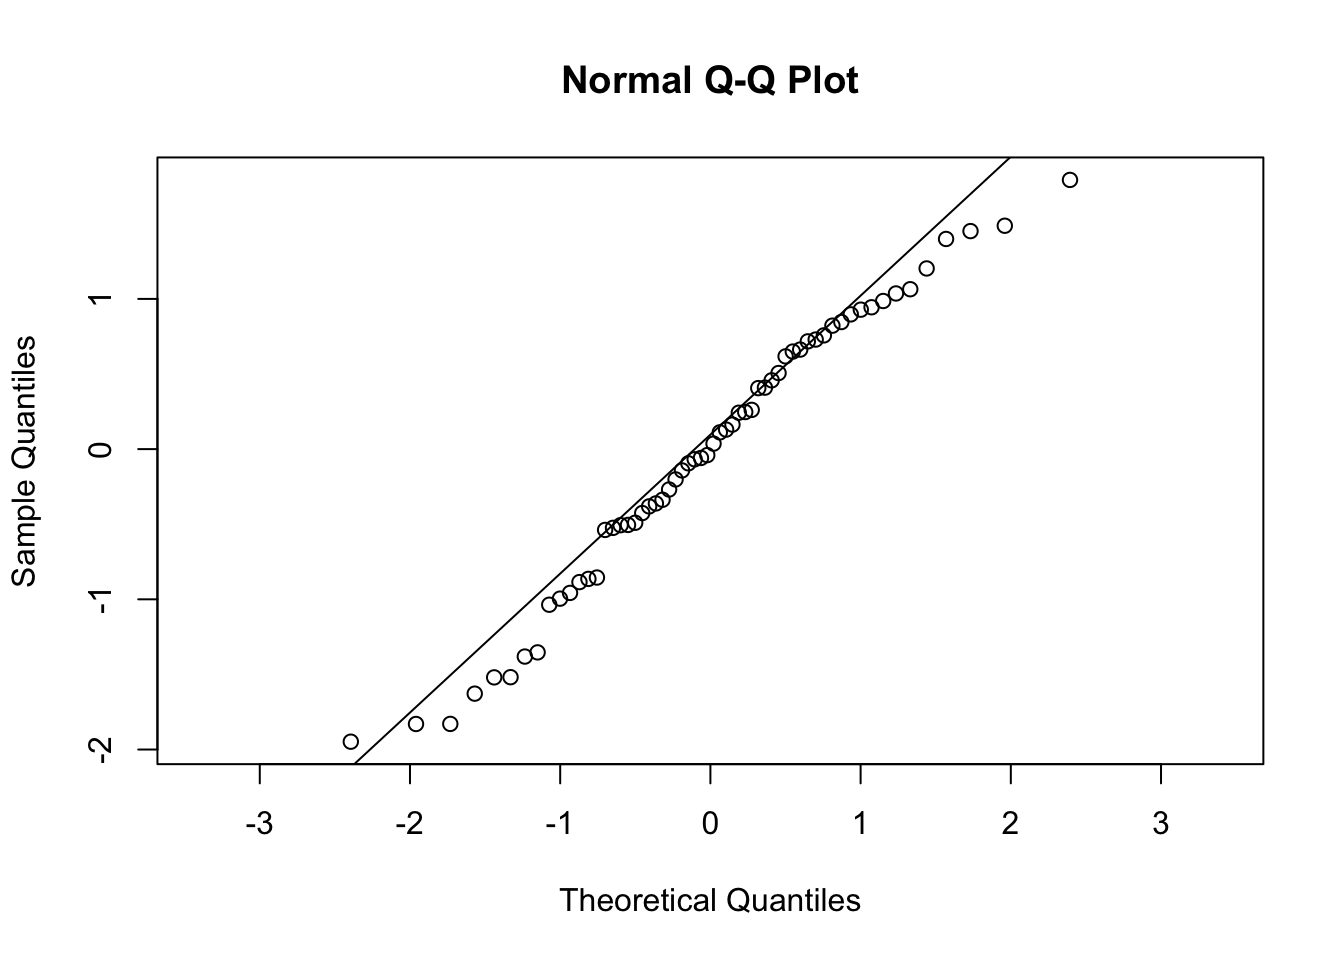 Normal Q-Q Plot
Sample Quantiles
1
0
-1
-2
-3 -2 -1 0 1 2 3
Theoretical Quantiles